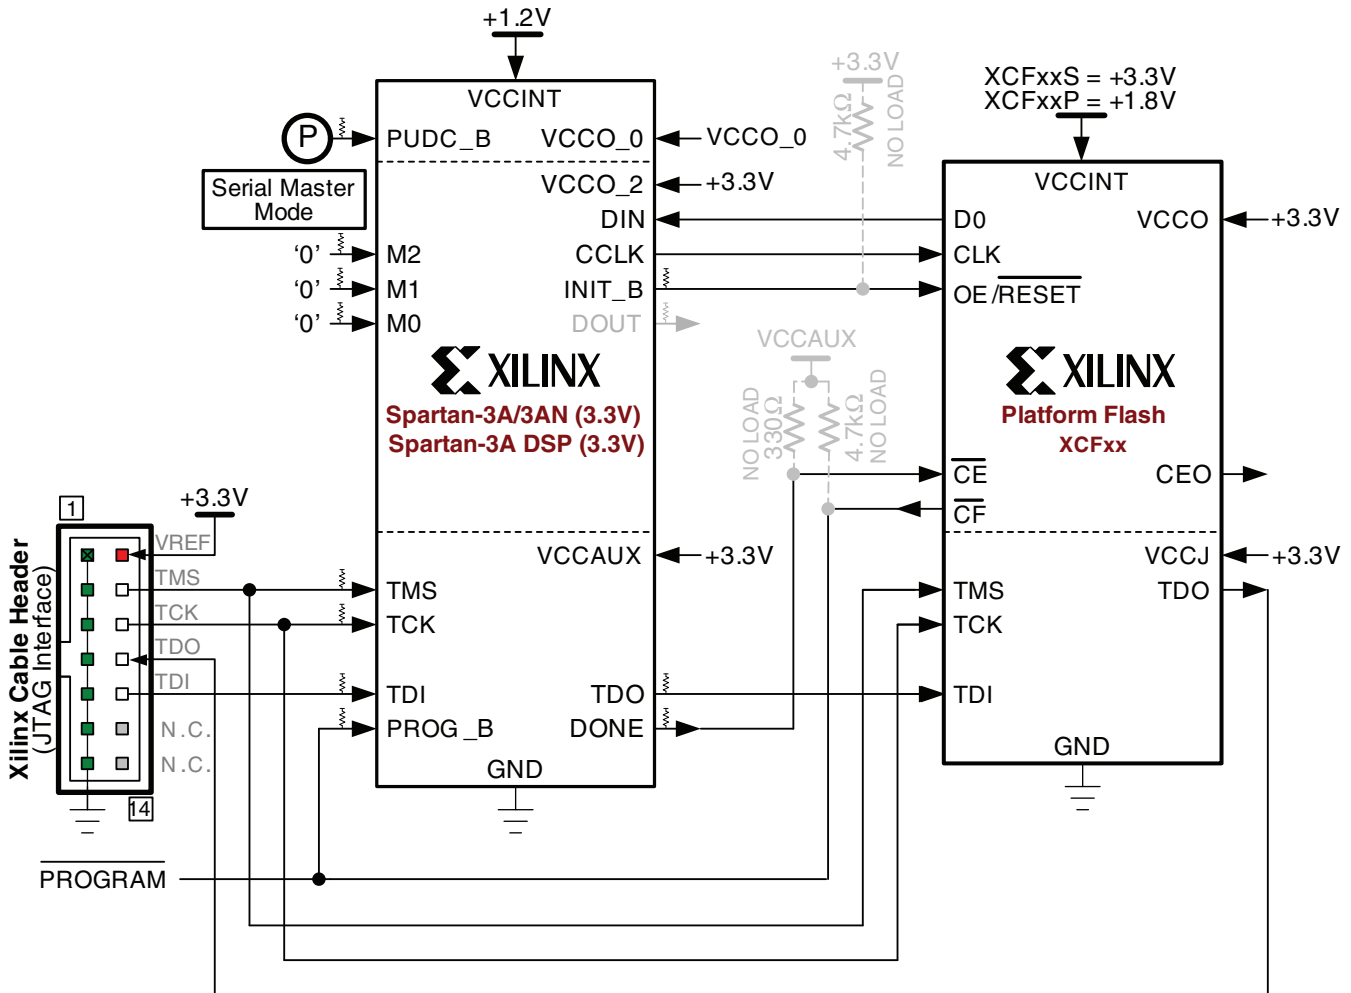 +1.2V
VCCINT
P
PUDC_B
VCCO_0
VCCO_0
Serial Master
Mode
VCCO_2
+3.3V
DIN
'0'
M2
CCLK
'0'
M1
INIT_B
'0'
M0
DOUT
XILINX
Spartan-3A/3AN (3.3V)
Spartan-3A DSP (3.3V)
VCCAUX
+3.3V
TMS
TCK
TDI
TDO
PROG_B
DONE
GND
+3.3V
4.7kΩ
NO LOAD
VCCAUX
NO LOAD
330Ω
4.7kΩ
NO LOAD
XCFxxS = +3.3V
XCFxxP = +1.8V
VCCINT
D0
VCCO
+3.3V
CLK
OE/RESET
XILINX
Platform Flash
XCFxx
CE
CEO
CF
VCCJ
+3.3V
TMS
TDO
TCK
TDI
GND
+3.3V
1
Xilinx Cable Header
(JTAG Interface)
VREF
TMS
TCK
TDO
TDI
N.C.
N.C.
14
PROGRAM